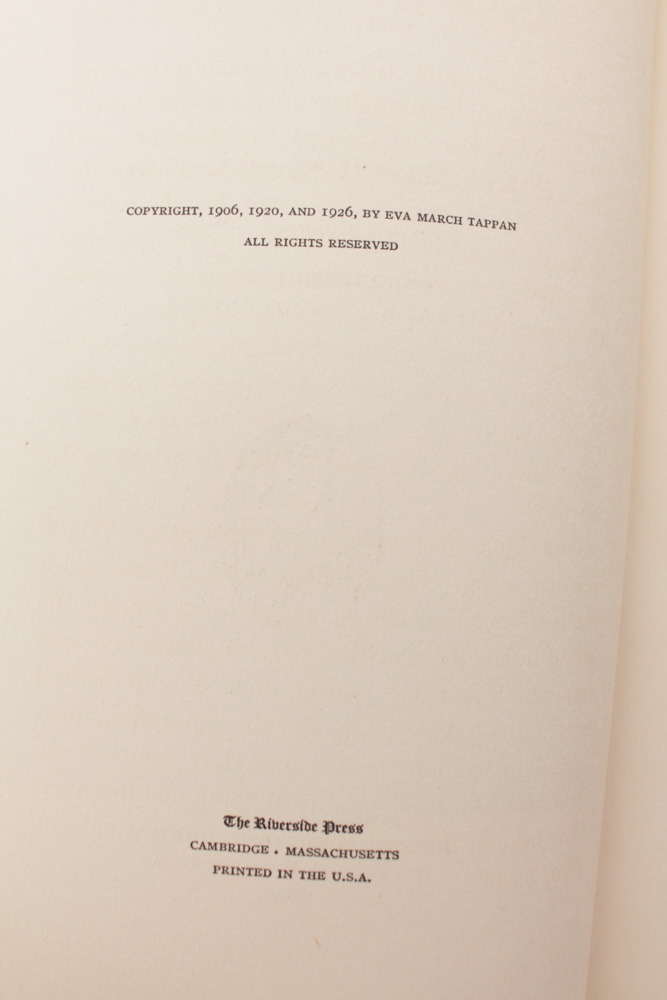 COPYRIGHT, 1906, 1920, AND 1926, BY EVA MARCH TAPPAN
ALL RIGHTS RESERVED
The Riverside Press
CAMBRIDGE . MASSACHUSETTS
PRINTED IN THE U.S.A.